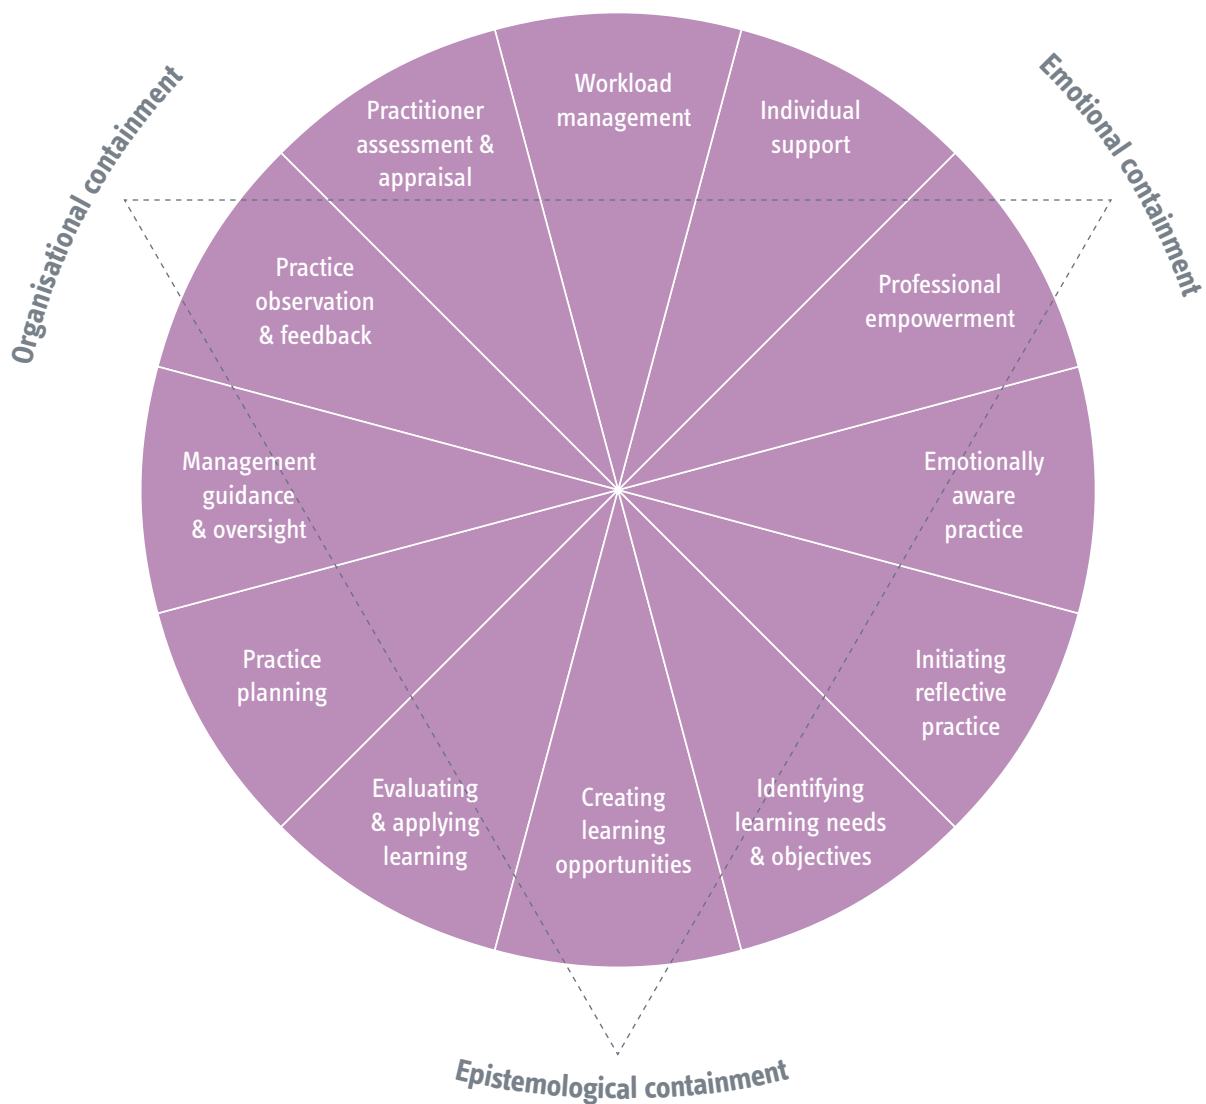 Organisational containment
Emotional containment
Workload
management
Individual
support
Professional
empowerment
Emotionally
aware
practice
Initiating
reflective
practice
Identifying
learning needs
& objectives
Creating
learning
opportunities
Evaluating
& applying
learning
Practice
planning
Management
guidance
& oversight
Practice
observation
& feedback
Practitioner
assessment &
appraisal
Epistemological containment